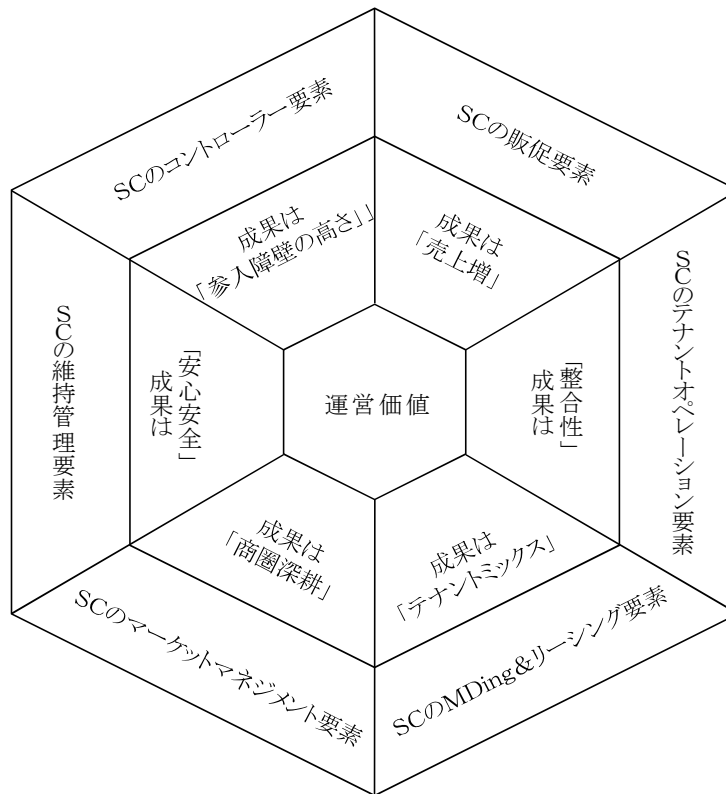 SCのコントローラー要素
SCの販促要素
成果は
「参入障壁の高さ」」
成果は
「売上増」
SCの維持管理要素
成果は
「安心安全」
運営価値
成果は
「整合性」
SCのテナントオペレーション要素
成果は
「商圏深耕」
成果は
「テナントミックス」
SCのマーケットマネジメント要素
SCのMDing&リーシング要素